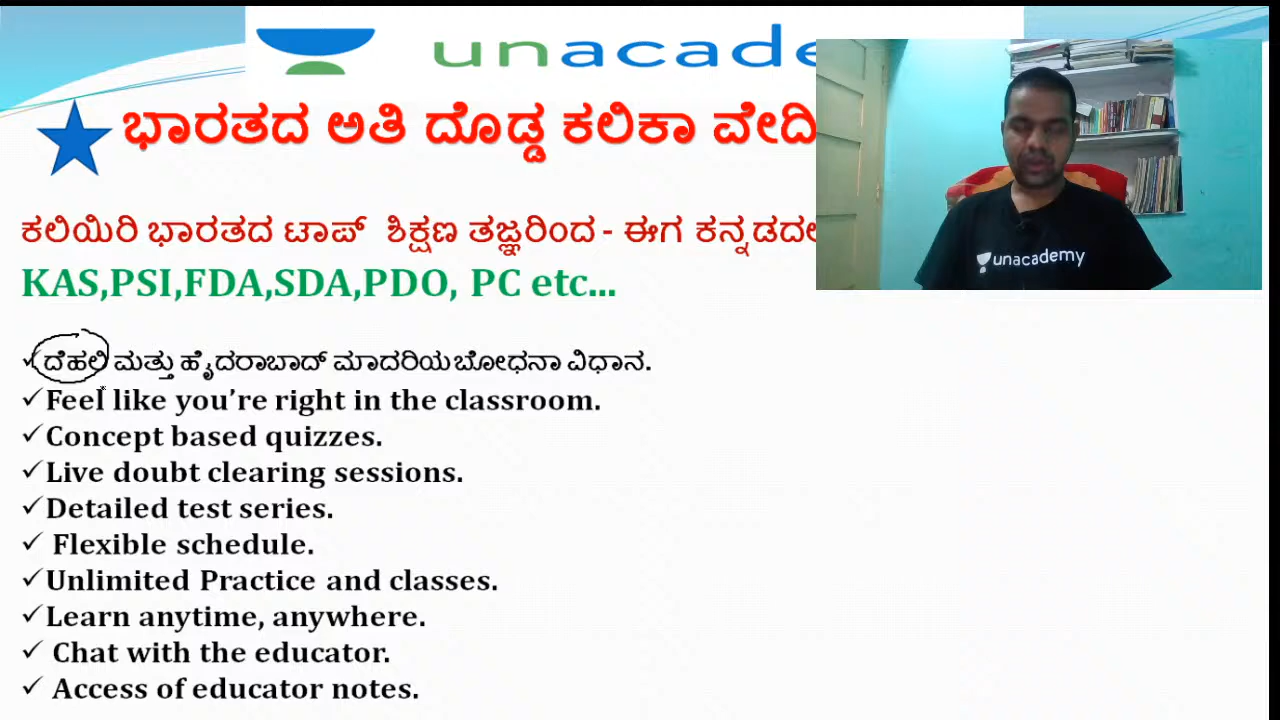 unacade
ಭಾರತದ ಅತಿ ದೊಡ್ಡ ಕಲಿಕಾ ವೇದಿ
ಕಲಿಯಿರಿ ಭಾರತದ ಟಾಪ್ ಶಿಕ್ಷಣ ತಜ್ಞರಿಂದ - ಈಗ ಕನ್ನಡದಲ
KAS,PSI,FDA,SDA,PDO, PC etc...
unacademy
✓ದೆಹಲಿ ಮತ್ತು ಹೈದರಾಬಾದ್ ಮಾದರಿಯ ಬೋಧನಾ ವಿಧಾನ.
✓Feel like you’re right in the classroom.
✓Concept based quizzes.
✓Live doubt clearing sessions.
✓Detailed test series.
✓ Flexible schedule.
✓Unlimited Practice and classes.
✓Learn anytime, anywhere.
✓ Chat with the educator.
✓ Access of educator notes.